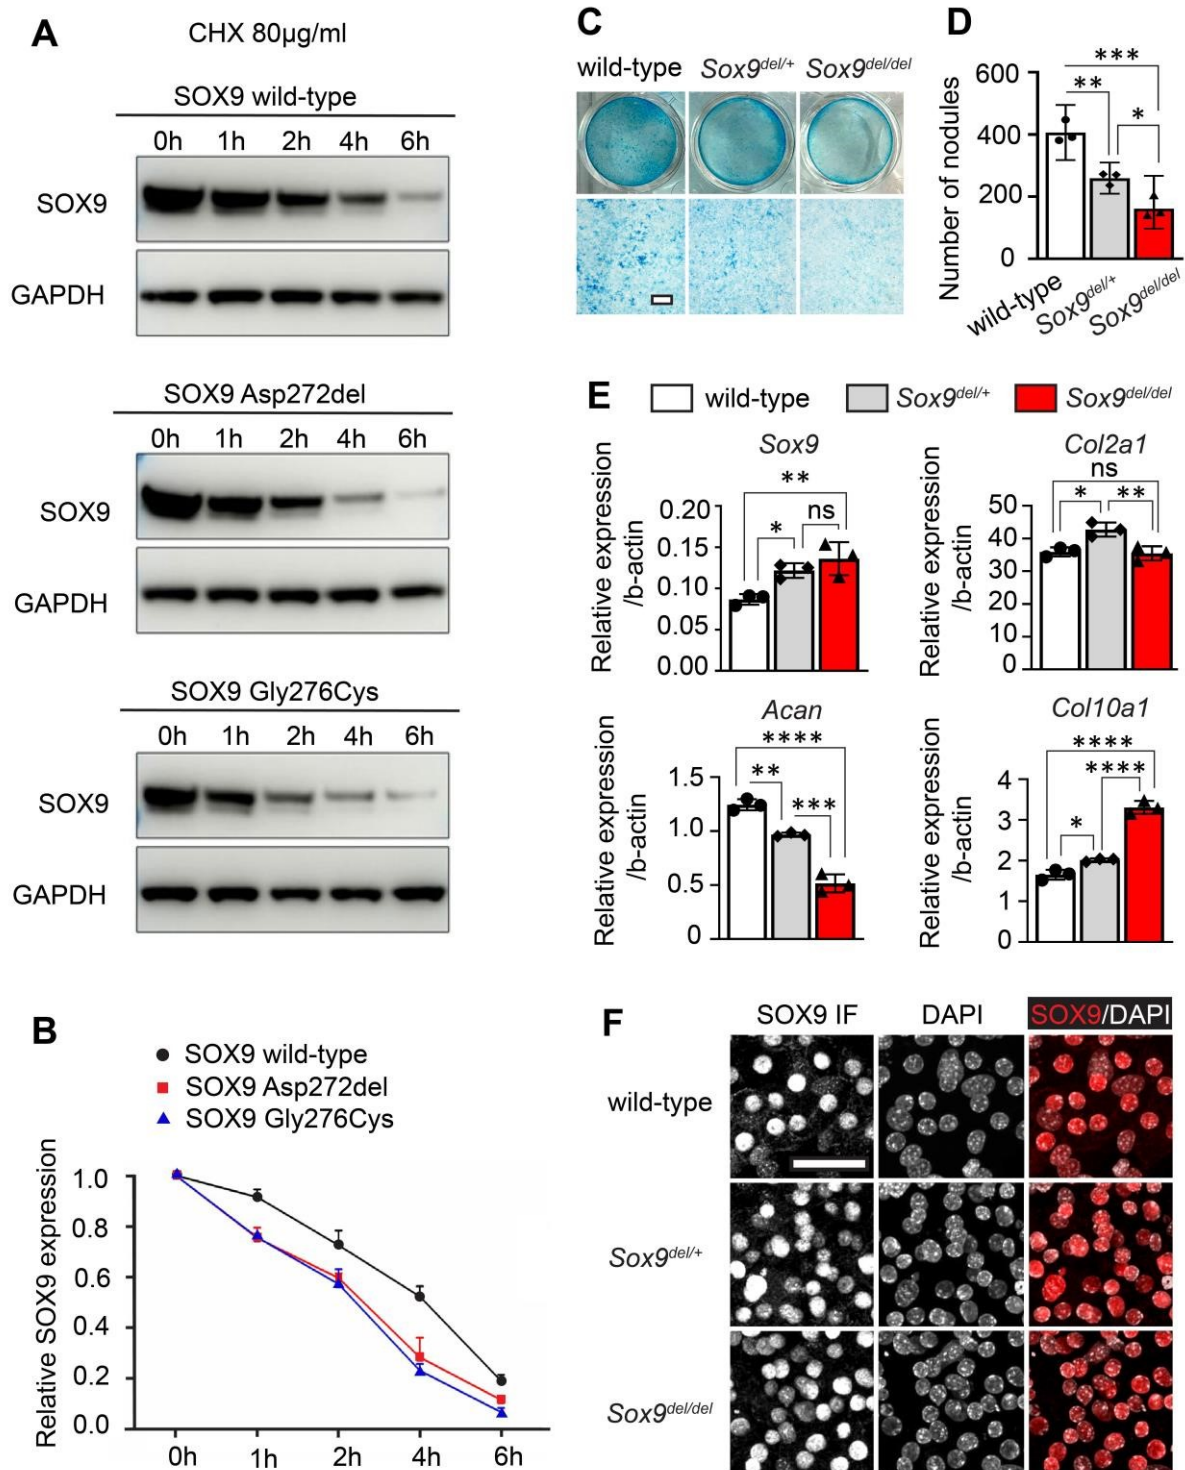 A
CHX 80µg/ml
SOX9 wild-type
0h 1h 2h 4h 6h
SOX9
GAPDH
SOX9 Asp272del
0h 1h 2h 4h 6h
SOX9
GAPDH
SOX9 Gly276Cys
0h 1h 2h 4h 6h
SOX9
GAPDH
B
SOX9 wild-type
SOX9 Asp272del
SOX9 Gly276Cys
Relative SOX9 expression
1.0
0.8
0.6
0.4
0.2
0.0
0h 1h 2h 4h 6h
C
wild-type Sox9del/+ Sox9del/del
D
Number of nodules
600
400
200
0
***
**
*
wild-type
Sox9del/+
Sox9del/del
E
wild-type Sox9del/+ Sox9del/del
Sox9
Relative expression
/b-actin
0.20
0.15
0.10
0.05
0.00
**
ns
*
Col2a1
Relative expression
/b-actin
50
40
30
20
10
0
ns
* **
Acan
Relative expression
/b-actin
1.5
1.0
0.5
0
****
**
***
Col10a1
Relative expression
/b-actin
4
3
2
1
0
****
****
*
F
SOX9 IF DAPI SOX9/DAPI
wild-type
Sox9del/+
Sox9del/del